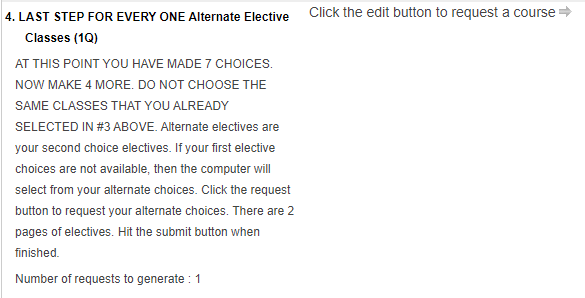 4. LAST STEP FOR EVERY ONE Alternate Elective
Classes (1Q)
Click the edit button to request a course
AT THIS POINT YOU HAVE MADE 7 CHOICES.
NOW MAKE 4 MORE. DO NOT CHOOSE THE
SAME CLASSES THAT YOU ALREADY
SELECTED IN #3 ABOVE. Alternate electives are
your second choice electives. If your first elective
choices are not available, then the computer will
select from your alternate choices. Click the request
button to request your alternate choices. There are 2
pages of electives. Hit the submit button when
finished.
Number of requests to generate : 1